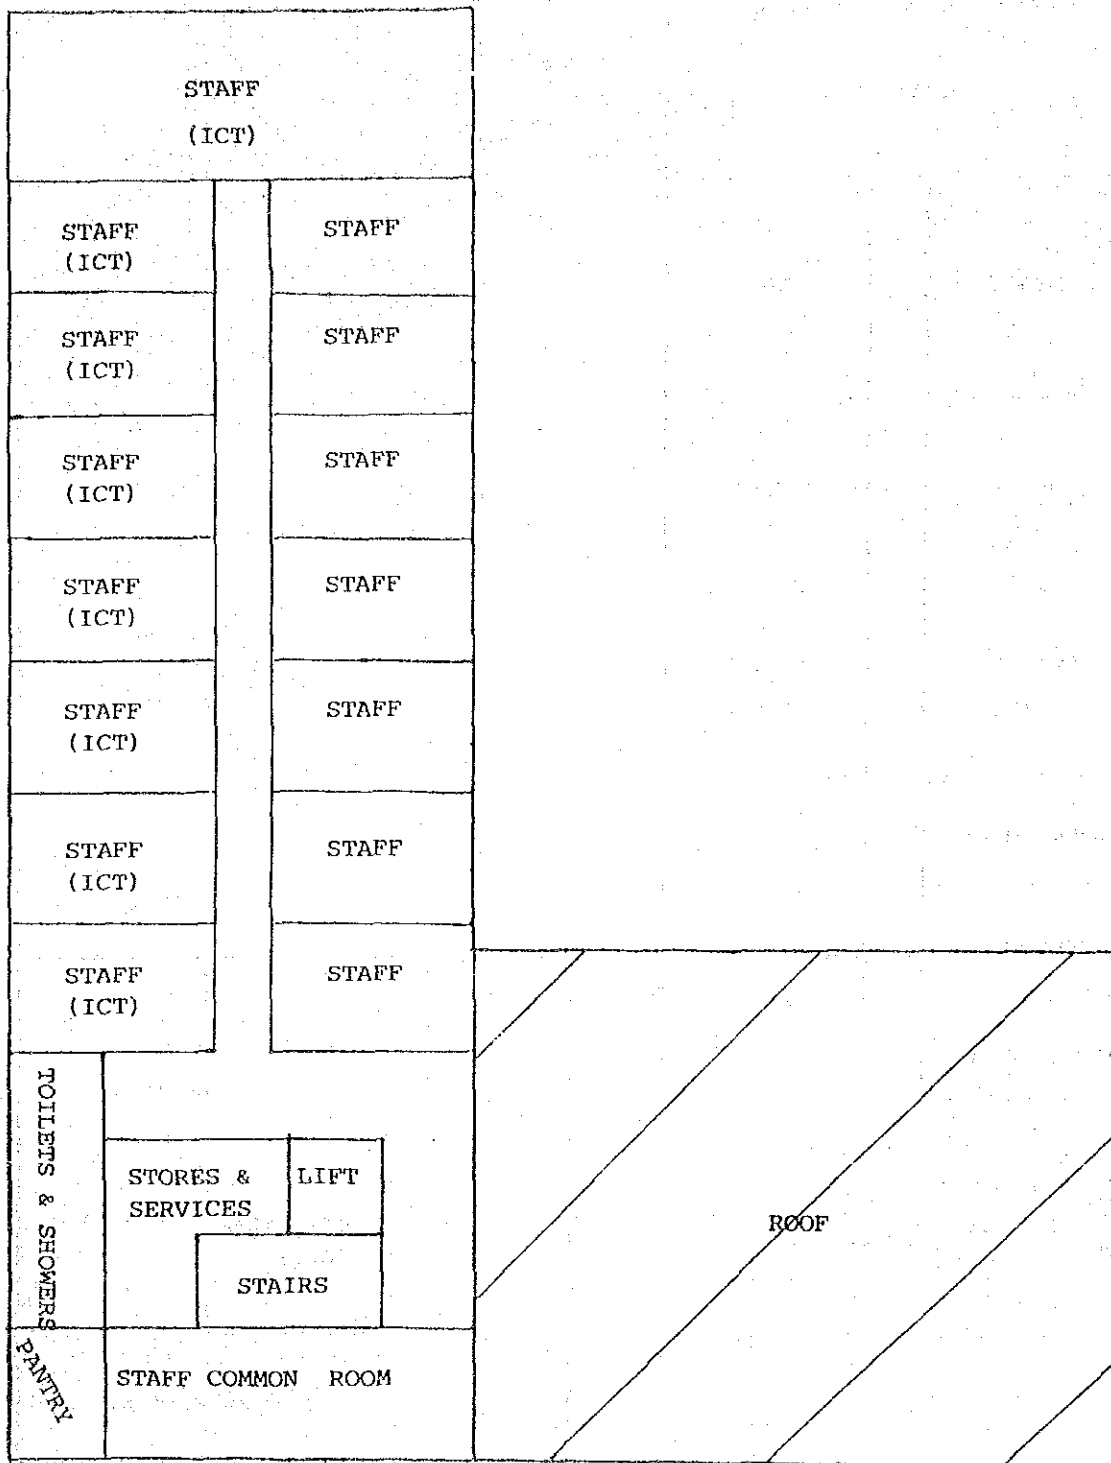 STAFF
(ICT)
STAFF
(ICT)
STAFF
STAFF
(ICT)
STAFF
STAFF
(ICT)
STAFF
STAFF
(ICT)
STAFF
STAFF
(ICT)
STAFF
STAFF
(ICT)
STAFF
STAFF
(ICT)
STAFF
TOILETS & SHOWERS
STORES &
SERVICES
LIFT
STAIRS
ROOF
PANTRY
STAFF COMMON ROOM